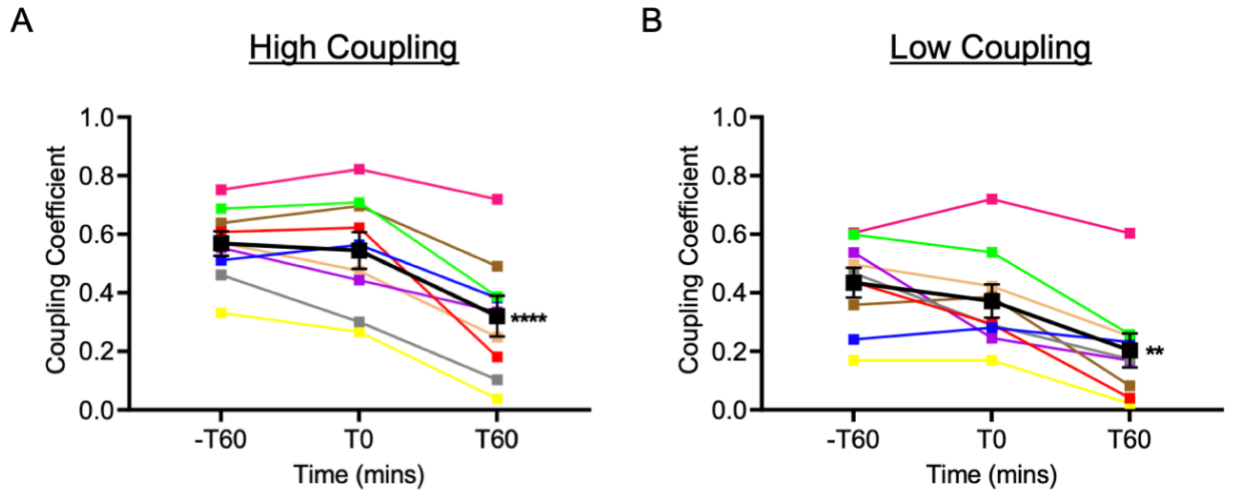 A
High Coupling
Coupling Coefficient
1.0
0.8
0.6
0.4
0.2
0.0
****
-T60 T0 T60
Time (mins)
B
Low Coupling
Coupling Coefficient
1.0
0.8
0.6
0.4
0.2
0.0
**
-T60 T0 T60
Time (mins)